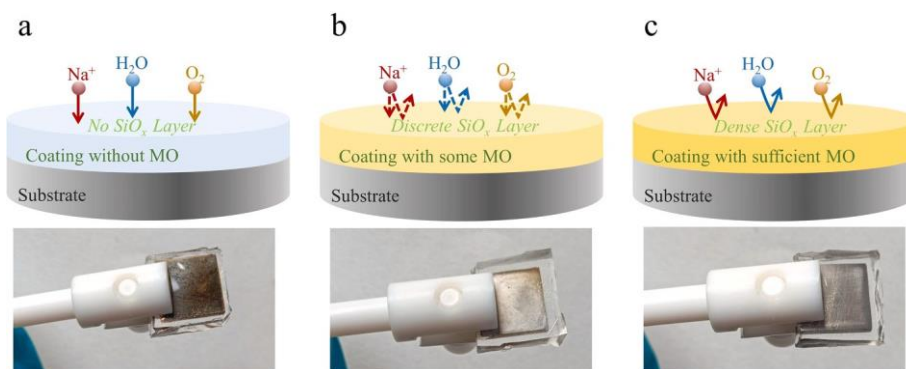 a
Na⁺ H₂O O₂
No SiOₓ Layer
Coating without MO
Substrate
b
Na⁺ H₂O O₂
Discrete SiOₓ Layer
Coating with some MO
Substrate
c
Na⁺ H₂O O₂
Dense SiOₓ Layer
Coating with sufficient MO
Substrate